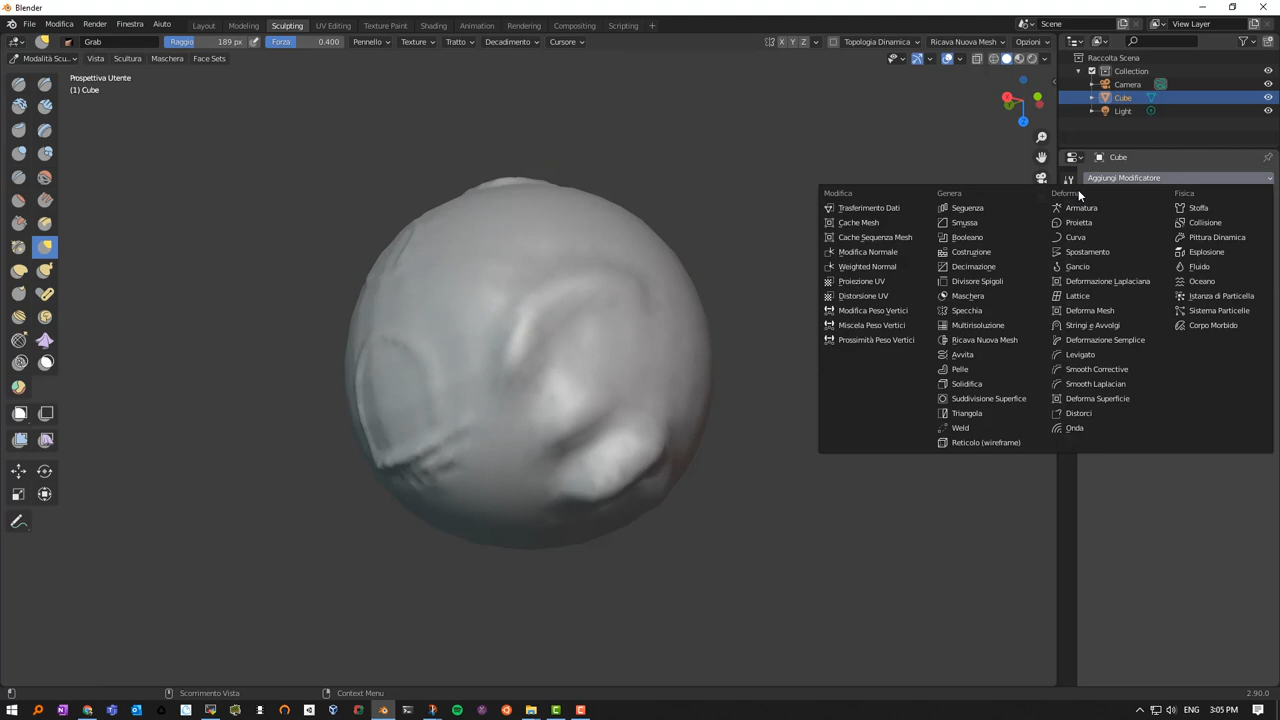 Blender
File Modifica Render Finestra Aiuto Layout Modeling Sculpting UV Editing Texture Paint Shading Animation Rendering Compositing Scripting + Scene View Layer
Grab Raggio 189 px Forza: 0.400 Pennello Texture Tratto Decadimento Cursore X Y Z Topologia Dinamica Ricava Nuova Mesh Opzioni
Modalità Scu.. Vista Scultura Maschera Face Sets
Prospettiva Utente
(1) Cube
X
Y
Z
Raccolta Scena
Collection
Camera
Cube
Light
Cube
Aggiungi Modificatore
Modifica
Trasferimento Dati
Cache Mesh
Cache Sequenza Mesh
Modifica Normale
Weighted Normal
Proiezione UV
Distorsione UV
Modifica Peso Vertici
Miscela Peso Vertici
Prossimità Peso Vertici
Genera
Seguenza
Smussa
Booleano
Costruzione
Decimazione
Divisore Spigoli
Maschera
Specchia
Multirisoluzione
Ricava Nuova Mesh
Avvita
Pelle
Solidifica
Suddivisione Superfice
Triangola
Weld
Reticolo (wireframe)
Deforma
Armatura
Proietta
Curva
Spostamento
Gancio
Deformazione Laplaciana
Lattice
Deforma Mesh
Stringi e Avvolgi
Deformazione Semplice
Levigato
Smooth Corrective
Smooth Laplacian
Deforma Superficie
Distorci
Onda
Fisica
Stoffa
Collisione
Pittura Dinamica
Esplosione
Fluido
Oceano
Istanza di Particella
Sistema Particelle
Corpo Morbido
Scorrimento Vista Context Menu 2.90.0
ENG 3:05 PM